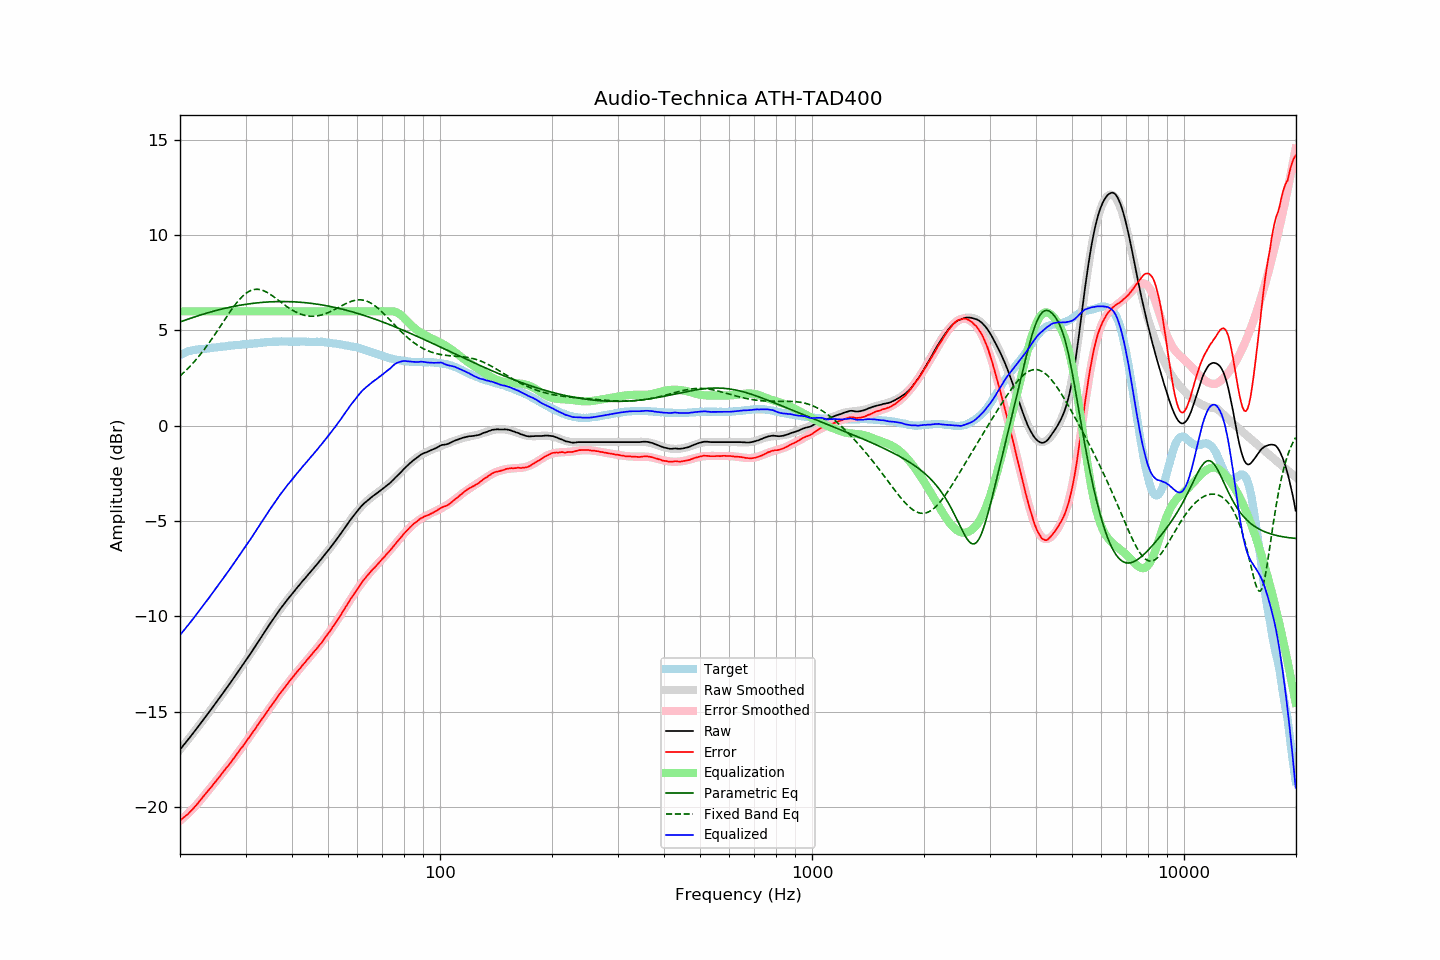 Audio-Technica ATH-TAD400
Amplitude (dBr)
15
10
5
0
−5
−10
−15
−20
Target
Raw Smoothed
Error Smoothed
Raw
Error
Equalization
Parametric Eq
Fixed Band Eq
Equalized
100
1000
10000
Frequency (Hz)